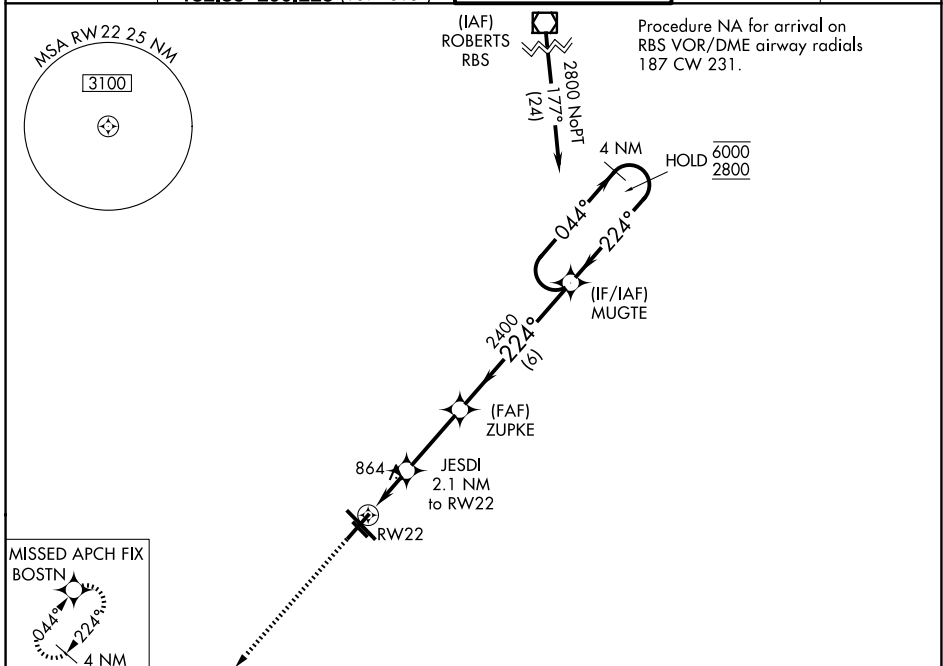 MSA RW22 25 NM
3100
(IAF)
ROBERTS
RBS
Procedure NA for arrival on
RBS VOR/DME airway radials
187 CW 231.
2800 NoPT
177°
(24)
4 NM
HOLD 6000
2800
044°
224°
(IF/IAF)
MUGTE
2400
224°
(6)
(FAF)
ZUPKE
864
JESDI
2.1 NM
to RW22
RW22
MISSED APCH FIX
BOSTN
044°
224°
4 NM